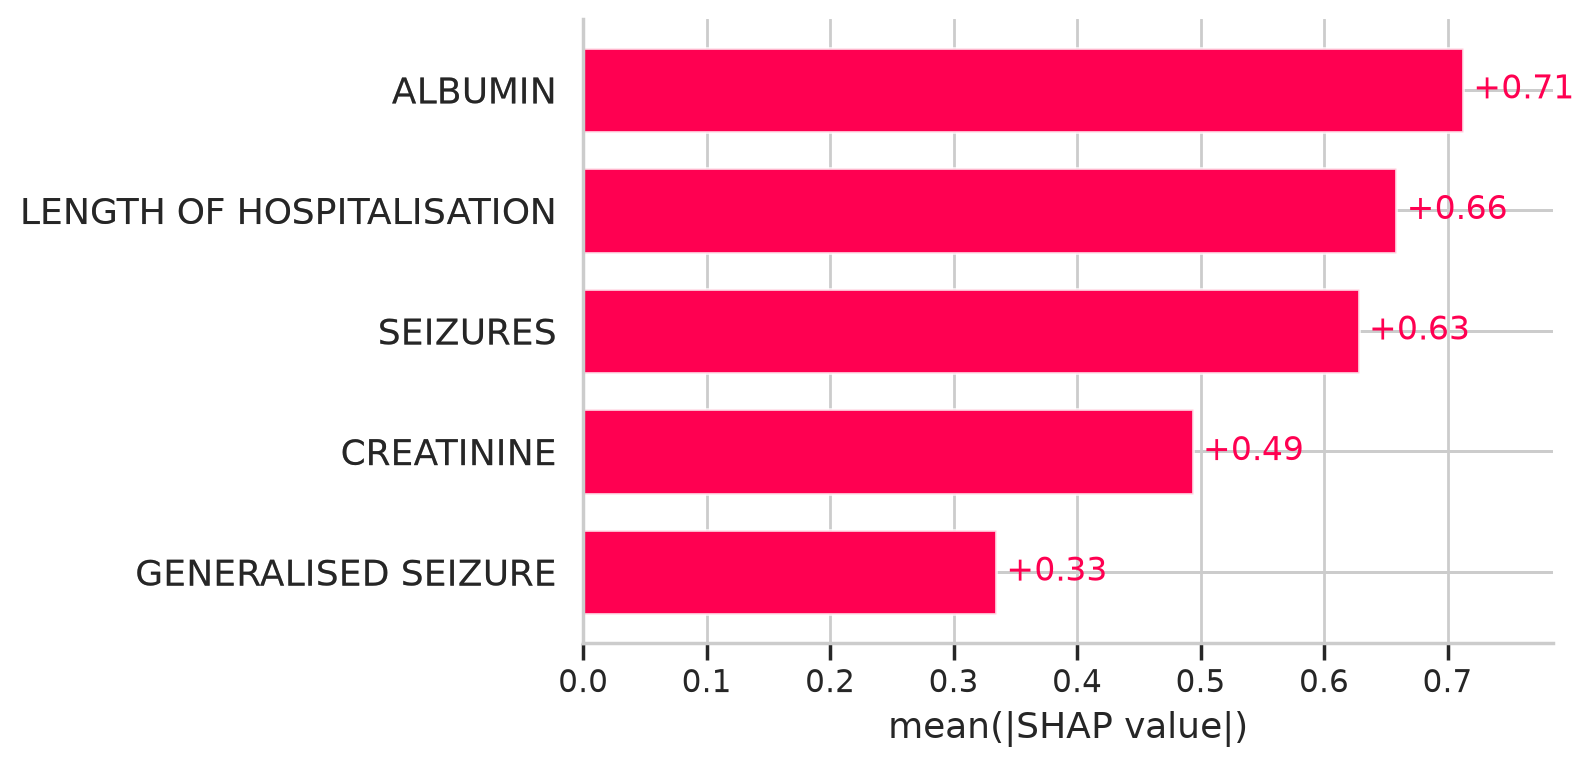 ALBUMIN
+0.71
LENGTH OF HOSPITALISATION
+0.66
SEIZURES
+0.63
CREATININE
+0.49
GENERALISED SEIZURE
+0.33
0.0 0.1 0.2 0.3 0.4 0.5 0.6 0.7
mean(|SHAP value|)